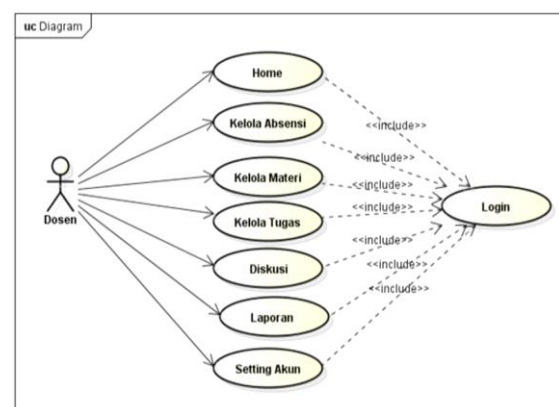 uc Diagram
Home
Kelola Absensi
<<include>>
<<include>>
Kelola Materi
<<include>>
Dosen
Login
Kelola Tugas
<<include>>
<<include>>
Diskusi
<<include>>
<<include>>
Laporan
Setting Akun